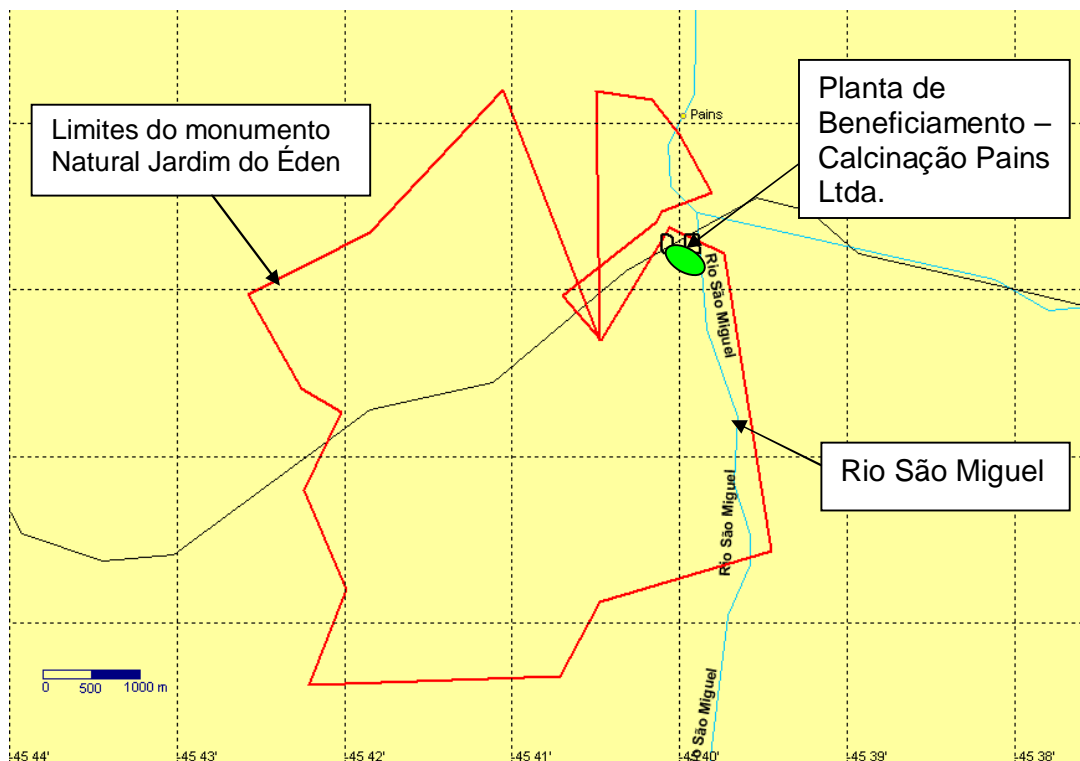 Limites do monumento
Natural Jardim do Éden
Planta de
Beneficiamento –
Calcinação Pains
Ltda.
Pains
Rio São Miguel
Rio São Miguel
Rio São Miguel
o São Miguel
0 500 1000 m
-45 44' -45 43' -45 42' -45 41' -45 40' -45 39' -45 38'